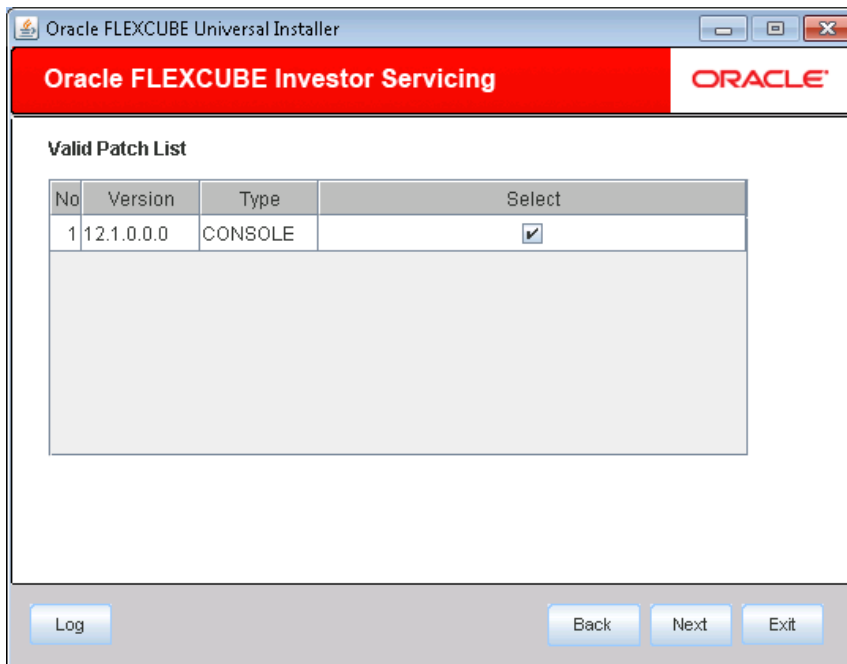 Oracle FLEXCUBE Universal Installer
Oracle FLEXCUBE Investor Servicing
ORACLE
Valid Patch List
No Version Type Select
1 12.1.0.0.0 CONSOLE
Log Back Next Exit